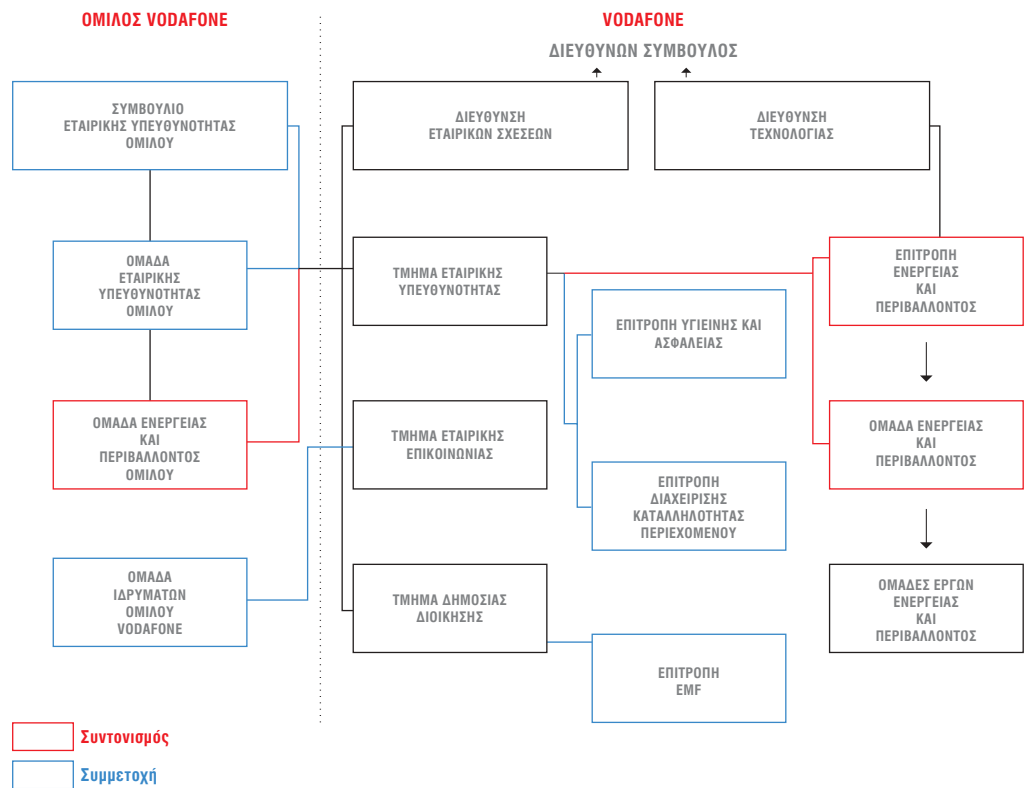 ΟΜΙΛΟΣ VODAFONE
VODAFONE
ΔΙΕΥΘΥΝΩΝ ΣΥΜΒΟΥΛΟΣ
ΣΥΜΒΟΥΛΙΟ
ΕΤΑΙΡΙΚΗΣ ΥΠΕΥΘΥΝΟΤΗΤΑΣ
ΟΜΙΛΟΥ
ΔΙΕΥΘΥΝΣΗ
ΕΤΑΙΡΙΚΩΝ ΣΧΕΣΕΩΝ
ΔΙΕΥΘΥΝΣΗ
ΤΕΧΝΟΛΟΓΙΑΣ
ΟΜΑΔΑ
ΕΤΑΙΡΙΚΗΣ
ΥΠΕΥΘΥΝΟΤΗΤΑΣ
ΟΜΙΛΟΥ
ΤΜΗΜΑ ΕΤΑΙΡΙΚΗΣ
ΥΠΕΥΘΥΝΟΤΗΤΑΣ
ΕΠΙΤΡΟΠΗ
ΕΝΕΡΓΕΙΑΣ
ΚΑΙ
ΠΕΡΙΒΑΛΛΟΝΤΟΣ
ΕΠΙΤΡΟΠΗ ΥΓΙΕΙΝΗΣ ΚΑΙ
ΑΣΦΑΛΕΙΑΣ
ΟΜΑΔΑ ΕΝΕΡΓΕΙΑΣ
ΚΑΙ
ΠΕΡΙΒΑΛΛΟΝΤΟΣ
ΟΜΙΛΟΥ
ΤΜΗΜΑ ΕΤΑΙΡΙΚΗΣ
ΕΠΙΚΟΙΝΩΝΙΑΣ
ΟΜΑΔΑ ΕΝΕΡΓΕΙΑΣ
ΚΑΙ
ΠΕΡΙΒΑΛΛΟΝΤΟΣ
ΕΠΙΤΡΟΠΗ
ΔΙΑΧΕΙΡΙΣΗΣ
ΚΑΤΑΛΛΗΛΟΤΗΤΑΣ
ΠΕΡΙΕΧΟΜΕΝΟΥ
ΟΜΑΔΑ
ΙΔΡΥΜΑΤΩΝ
ΟΜΙΛΟΥ
VODAFONE
ΤΜΗΜΑ ΔΗΜΟΣΙΑΣ
ΔΙΟΙΚΗΣΗΣ
ΟΜΑΔΕΣ ΕΡΓΩΝ
ΕΝΕΡΓΕΙΑΣ
ΚΑΙ
ΠΕΡΙΒΑΛΛΟΝΤΟΣ
ΕΠΙΤΡΟΠΗ
EMF
Συντονισμός
Συμμετοχή